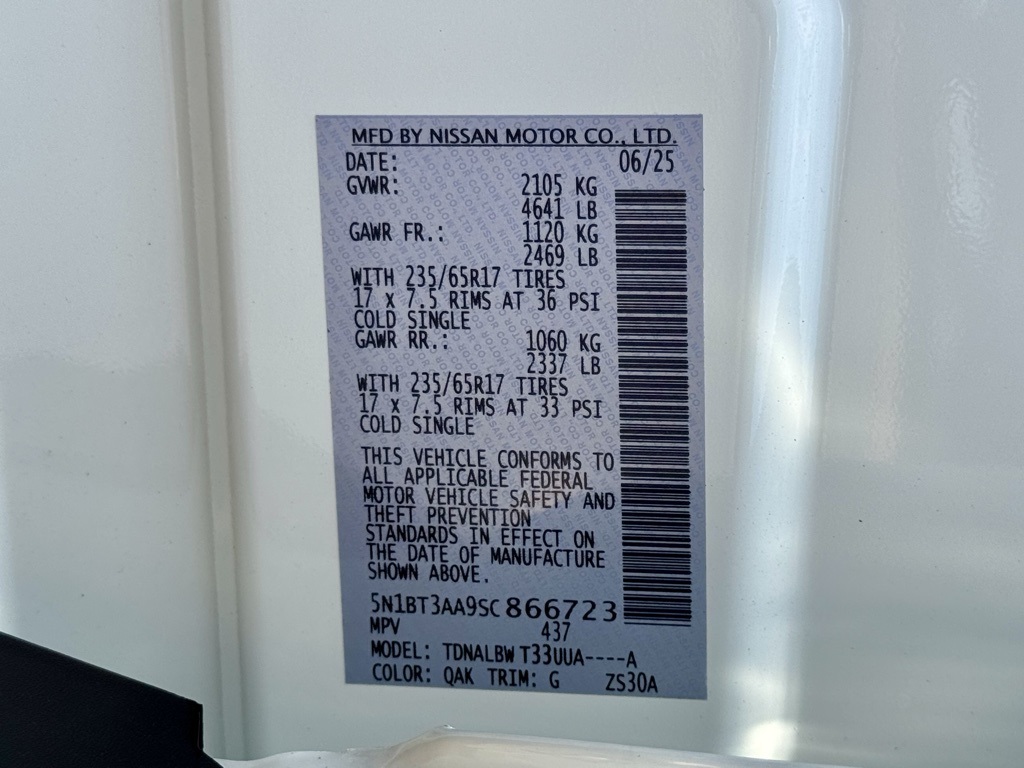 MFD BY NISSAN MOTOR CO., LTD.
DATE: 06/25
GVWR: 2105 KG
4641 LB
GAWR FR.: 1120 KG
2469 LB
WITH 235/65R17 TIRES
17 x 7.5 RIMS AT 36 PSI
COLD SINGLE
GAWR RR.: 1060 KG
2337 LB
WITH 235/65R17 TIRES
17 x 7.5 RIMS AT 33 PSI
COLD SINGLE
THIS VEHICLE CONFORMS TO
ALL APPLICABLE FEDERAL
MOTOR VEHICLE SAFETY AND
THEFT PREVENTION
STANDARDS IN EFFECT ON
THE DATE OF MANUFACTURE
SHOWN ABOVE.
5N1BT3AA9SC866723
MPV 437
MODEL: TDNALBW T33UUA----A
COLOR: QAK TRIM: G ZS30A